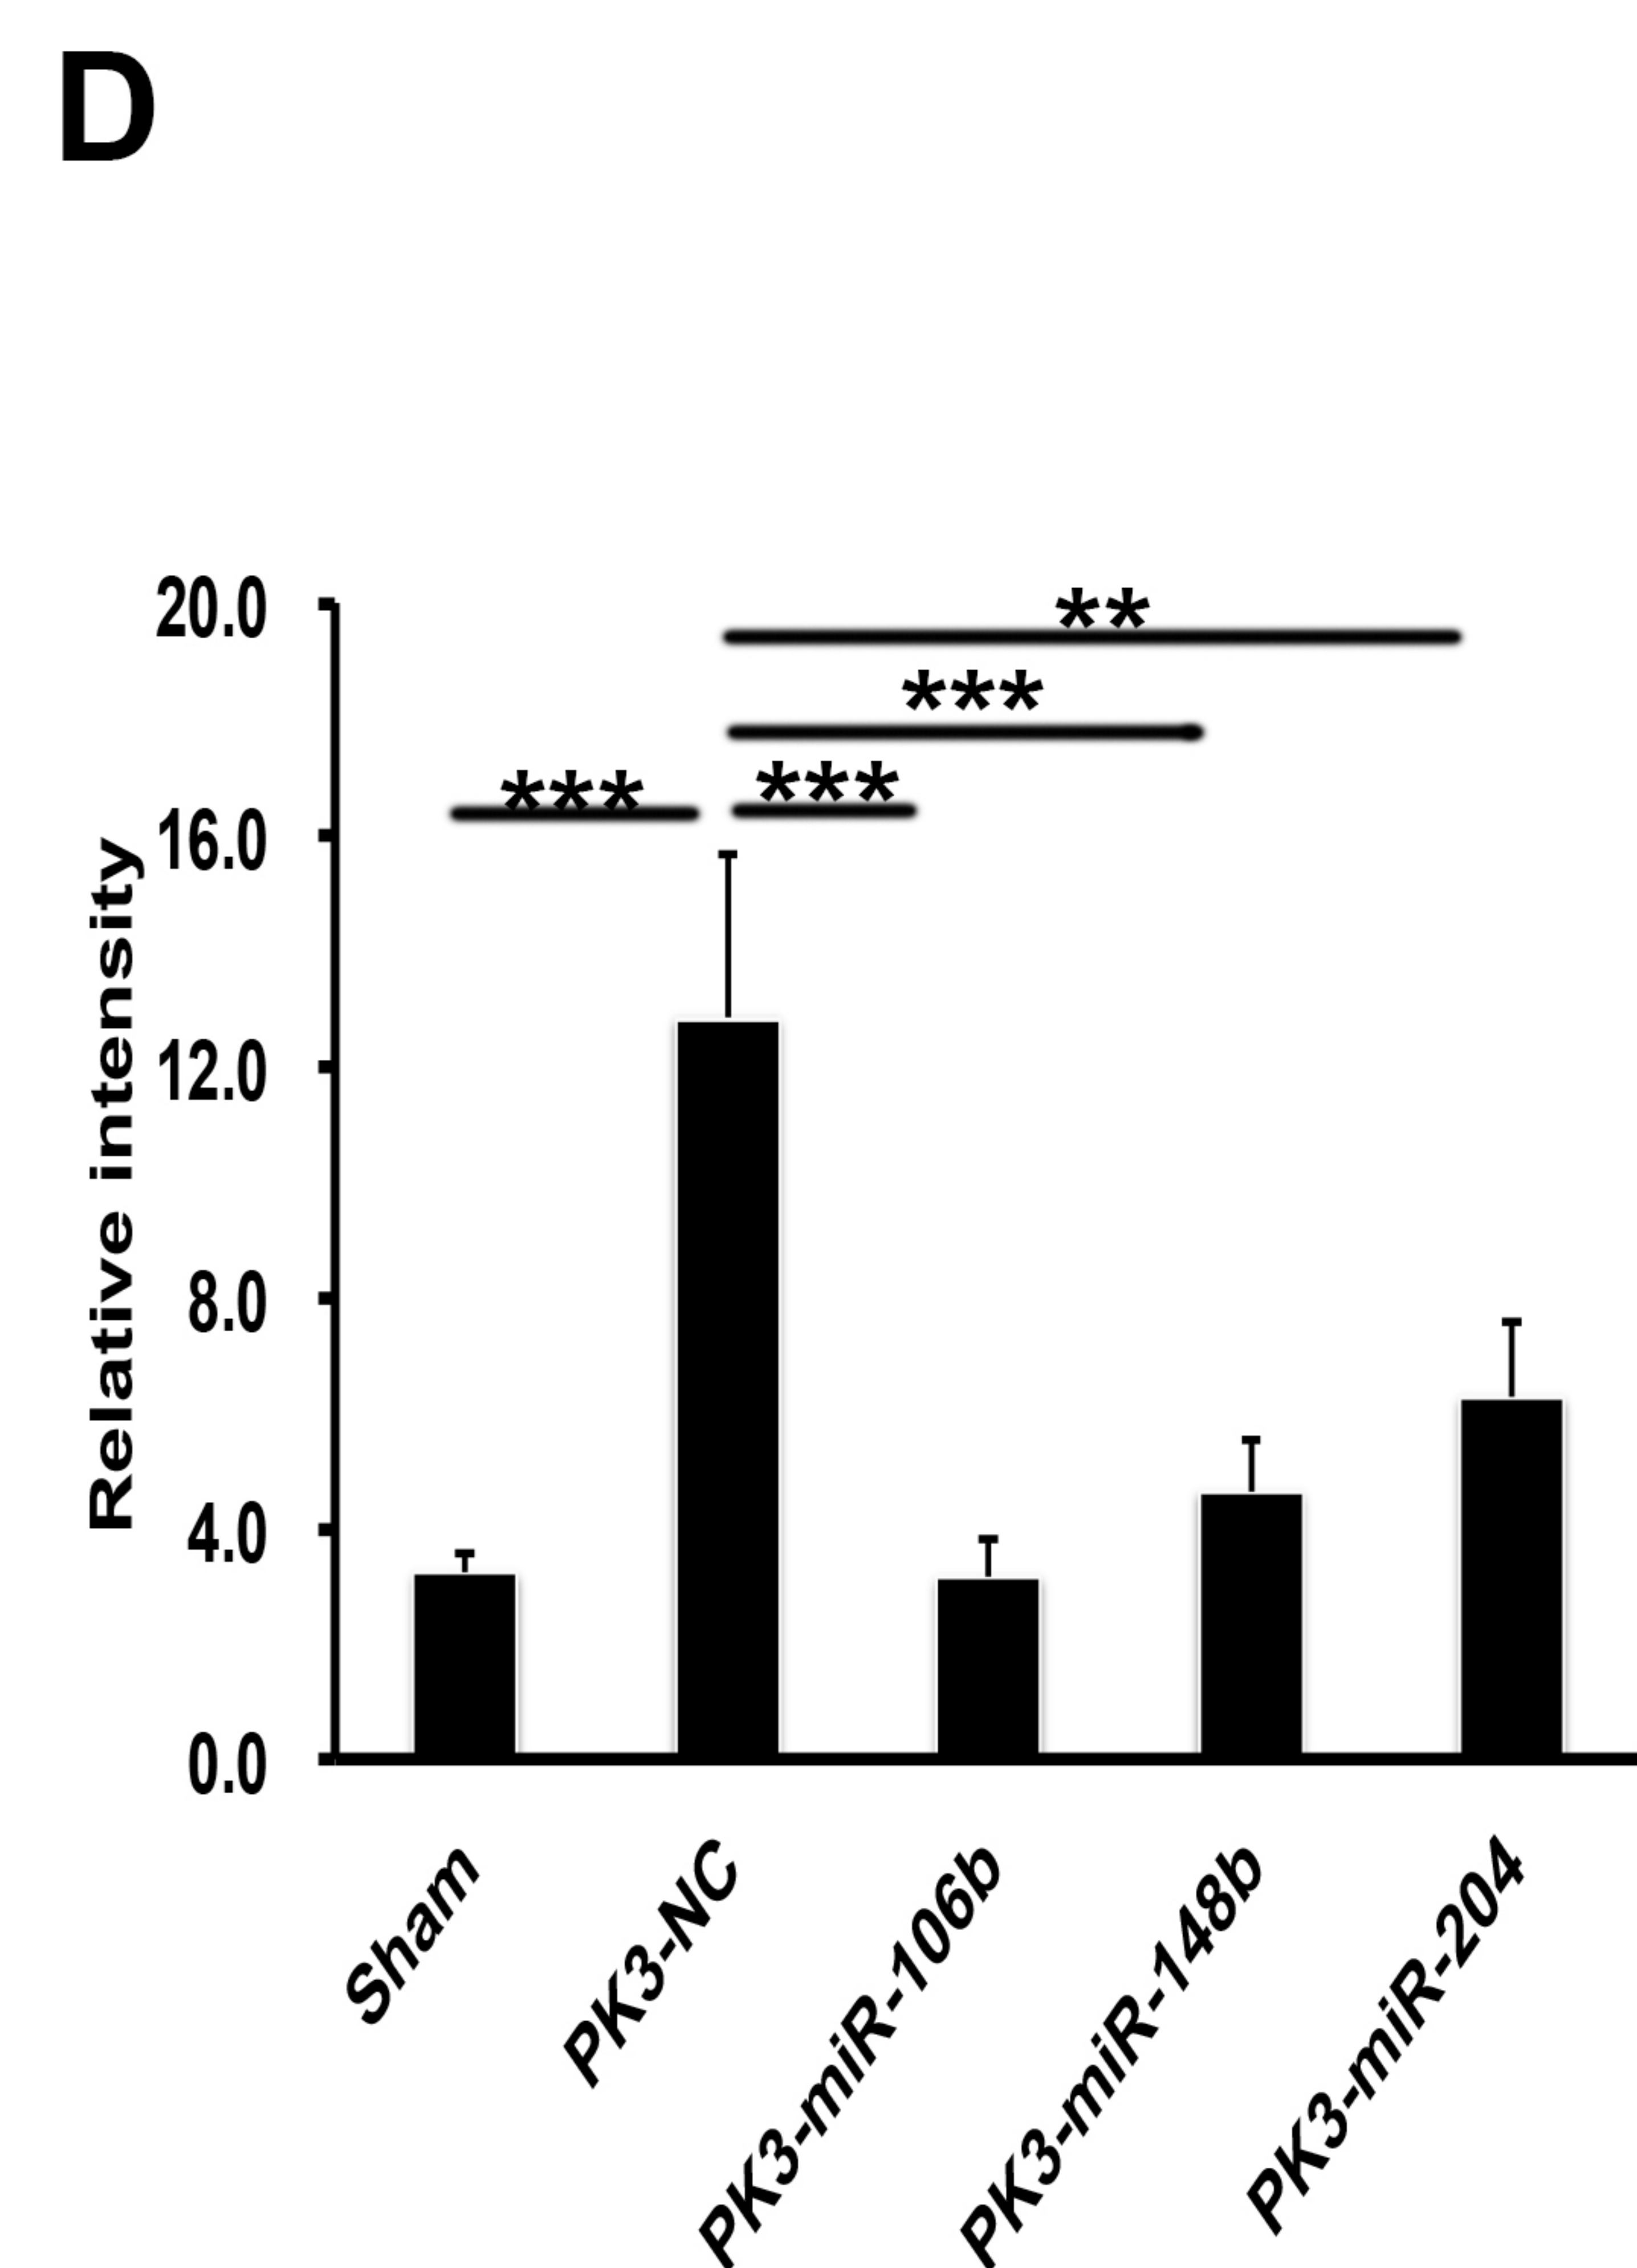 D
Relative intensity
20.0
16.0
12.0
8.0
4.0
0.0
**
***
***
***
Sham
PK3-NC
PK3-miR-106b
PK3-miR-148b
PK3-miR-204